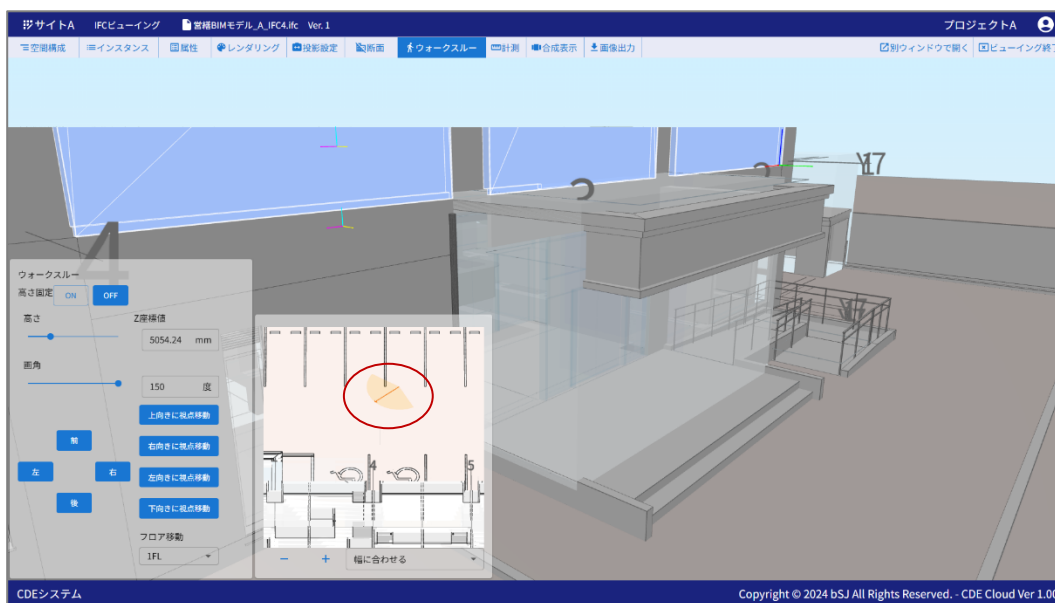 サイトA IFCビューイング 営繕BIMモデル_A_IFC4.ifc Ver. 1 プロジェクトA
空間構成 インスタンス 属性 レンダリング 投影設定 断面 ウォークスルー 計測 合成表示 画像出力 別ウィンドウで開く ビューイング終了
17
2
2
4
ウォークスルー
高さ固定 ON OFF
高さ Z座標値
5054.24 mm
画角
150 度
上向きに視点移動
前 右向きに視点移動
左 右 左向きに視点移動
後 下向きに視点移動
フロア移動
1FL
4 5
− + 幅に合わせる
CDEシステム Copyright © 2024 bSJ All Rights Reserved. - CDE Cloud Ver 1.00